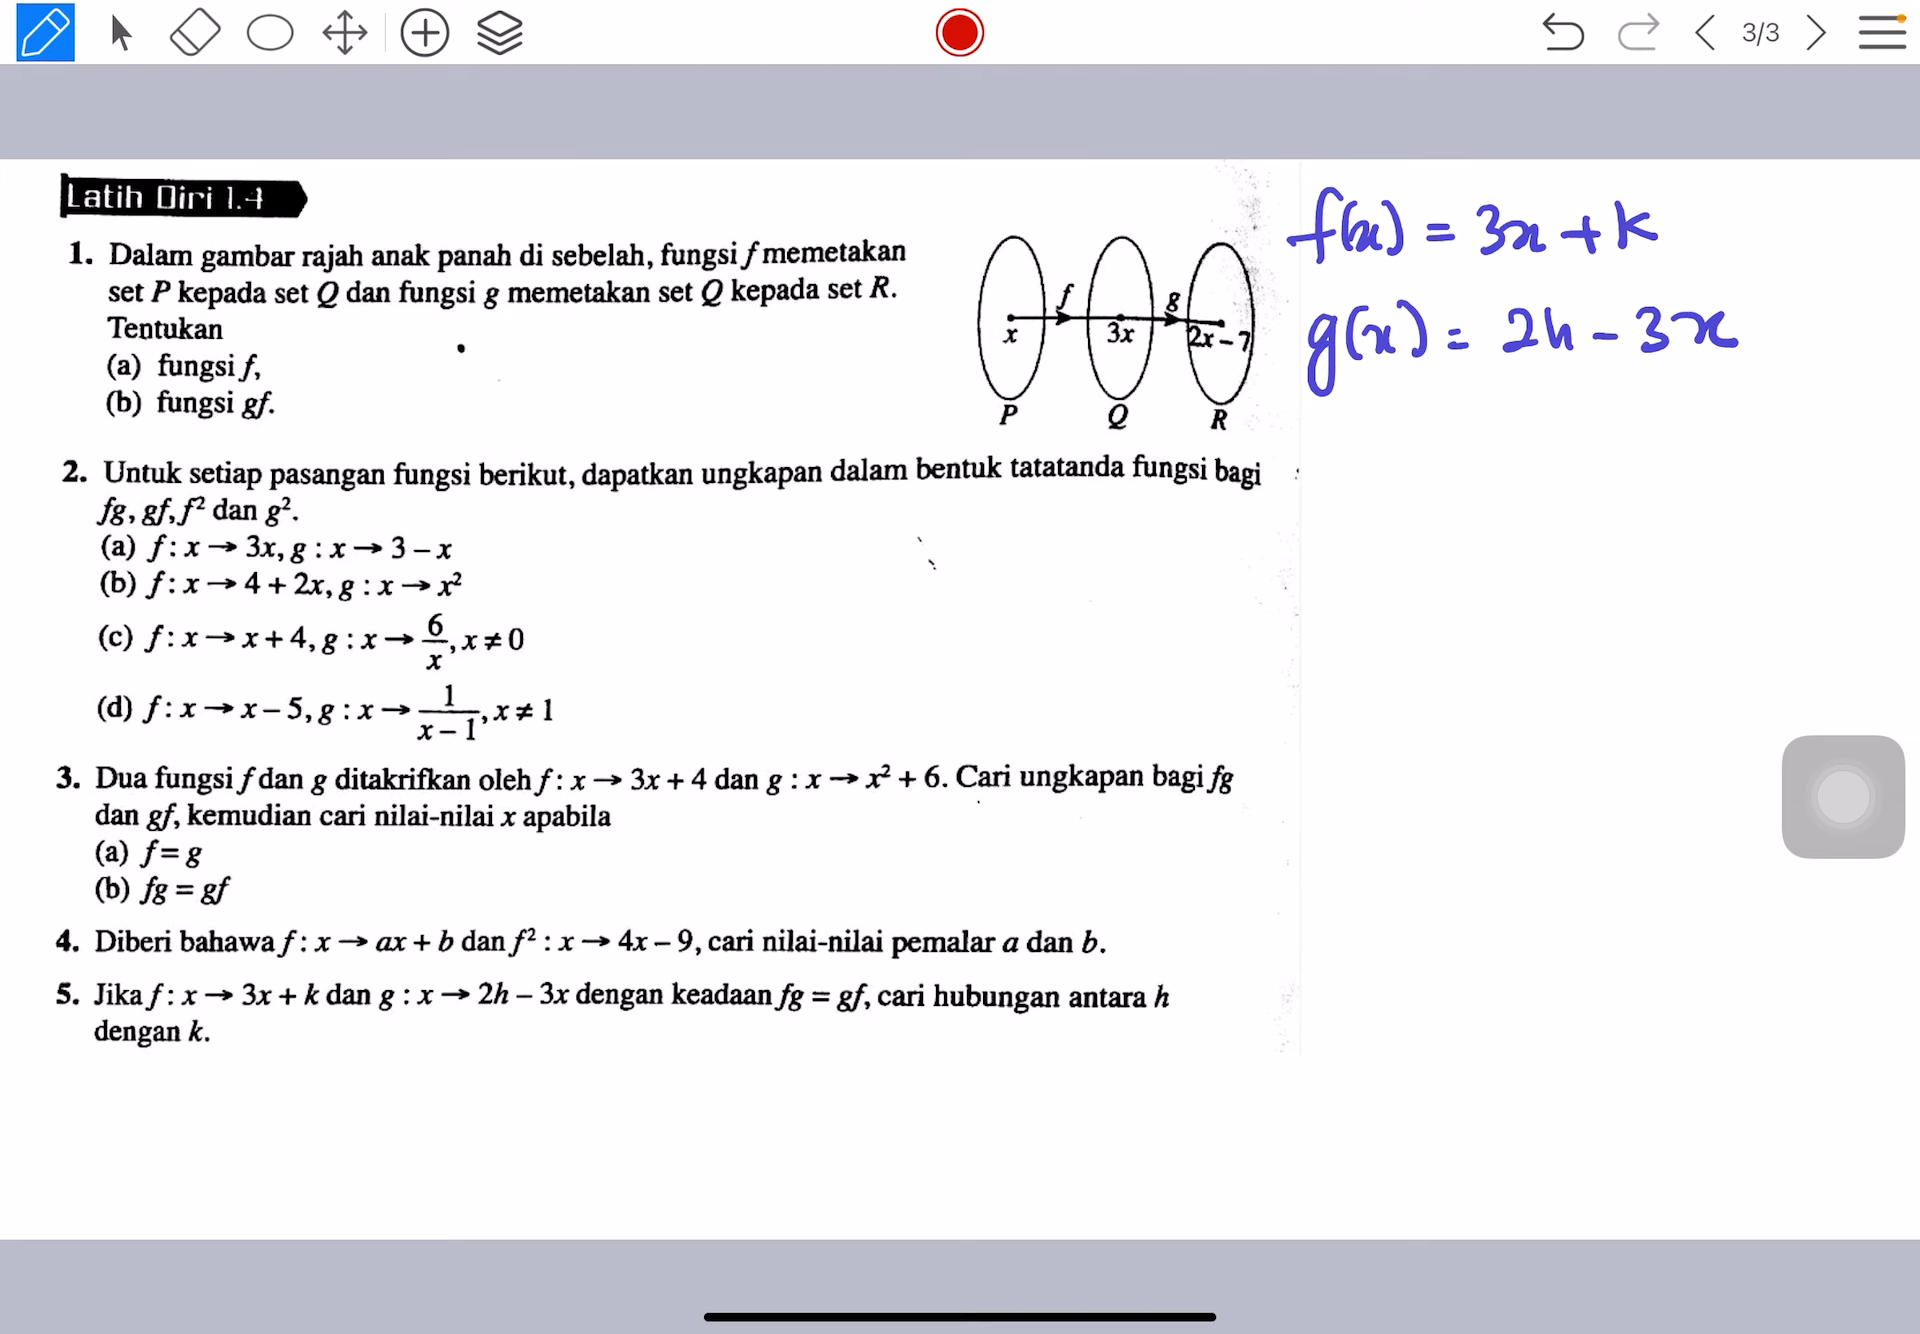 3/3
Latih Diri 1.4
1. Dalam gambar rajah anak panah di sebelah, fungsi f memetakan
set P kepada set Q dan fungsi g memetakan set Q kepada set R.
Tentukan
(a) fungsi f,
(b) fungsi gf.
f g
x 3x 2x – 7
P Q R
f(x) = 3x + k
g(x) = 2h - 3x
2. Untuk setiap pasangan fungsi berikut, dapatkan ungkapan dalam bentuk tatatanda fungsi bagi
fg, gf, f² dan g².
(a) f : x → 3x, g : x → 3 – x
(b) f : x → 4 + 2x, g : x → x²
(c) f : x → x + 4, g : x → 6/x, x ≠ 0
(d) f : x → x – 5, g : x → 1/(x – 1), x ≠ 1
3. Dua fungsi f dan g ditakrifkan oleh f : x → 3x + 4 dan g : x → x² + 6. Cari ungkapan bagi fg
dan gf, kemudian cari nilai-nilai x apabila
(a) f = g
(b) fg = gf
4. Diberi bahawa f : x → ax + b dan f² : x → 4x – 9, cari nilai-nilai pemalar a dan b.
5. Jika f : x → 3x + k dan g : x → 2h – 3x dengan keadaan fg = gf, cari hubungan antara h
dengan k.